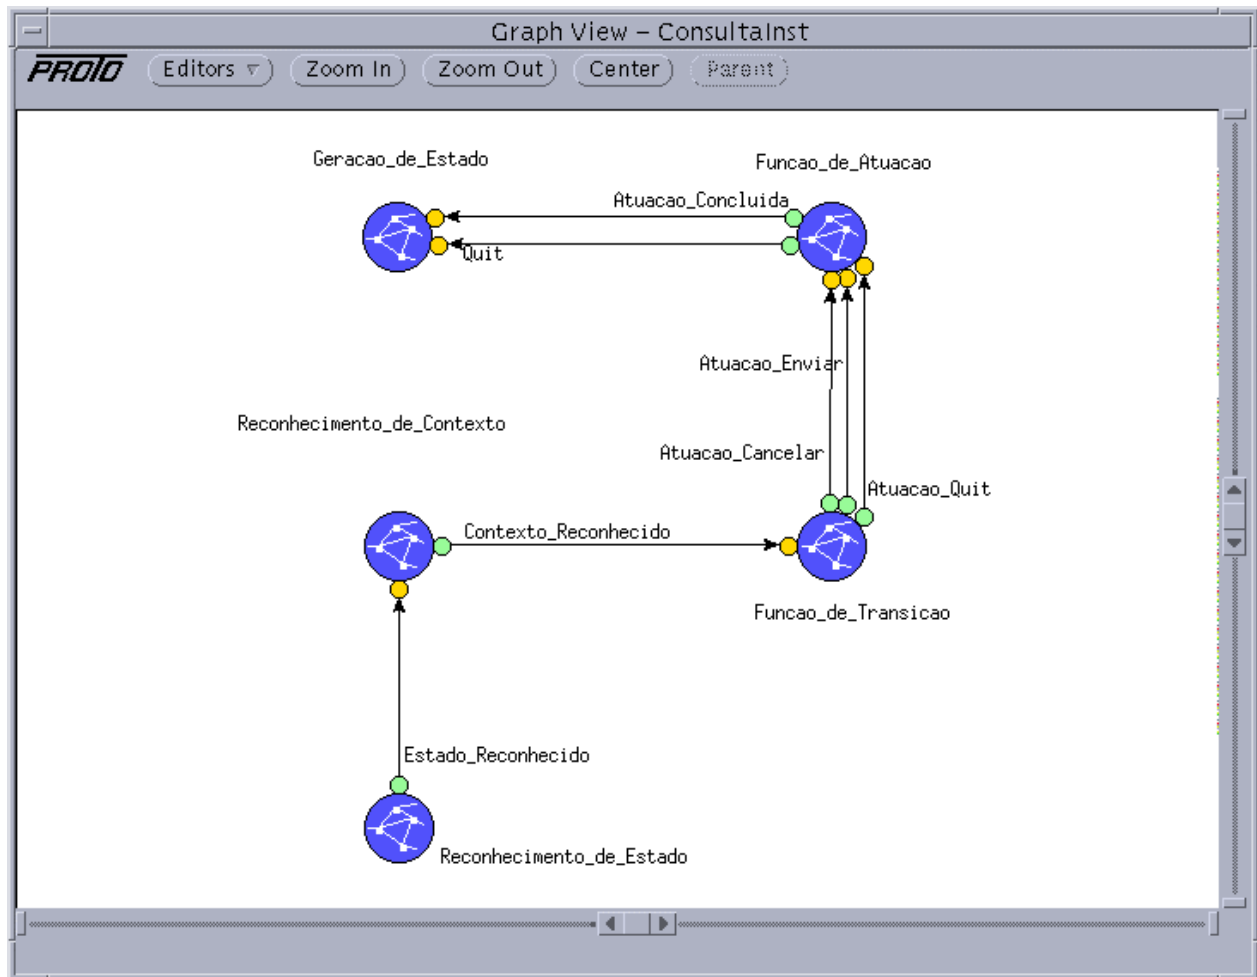 Graph View – ConsultaInst
PROTO Editors Zoom In Zoom Out Center Parent
Geracao_de_Estado
Funcao_de_Atuacao
Atuacao_Concluida
Quit
Atuacao_Enviar
Reconhecimento_de_Contexto
Atuacao_Cancelar
Atuacao_Quit
Contexto_Reconhecido
Funcao_de_Transicao
Estado_Reconhecido
Reconhecimento_de_Estado